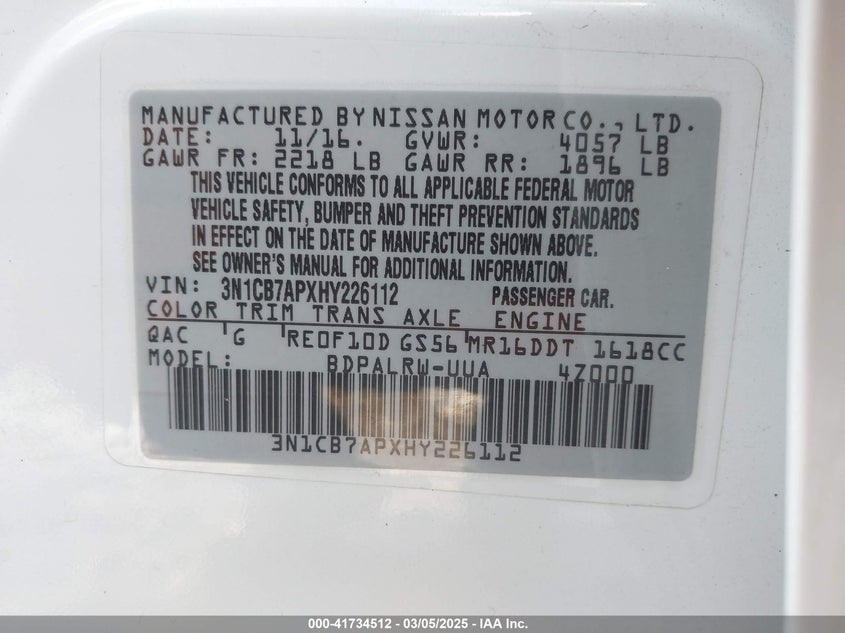 MANUFACTURED BY NISSAN MOTOR CO., LTD.
DATE: 11/16. GVWR: 4057 LB
GAWR FR: 2218 LB GAWR RR: 1896 LB
THIS VEHICLE CONFORMS TO ALL APPLICABLE FEDERAL MOTOR
VEHICLE SAFETY, BUMPER AND THEFT PREVENTION STANDARDS
IN EFFECT ON THE DATE OF MANUFACTURE SHOWN ABOVE.
SEE OWNER'S MANUAL FOR ADDITIONAL INFORMATION.
VIN: 3N1CB7APXHY226112 PASSENGER CAR.
COLOR TRIM TRANS AXLE ENGINE
QAC G RE0F10D GS56 MR16DDT 1618CC
MODEL: BDPALRW-UUA 4Z000
3N1CB7APXHY226112
000-41734512 — 03/05/2025 — IAA Inc.